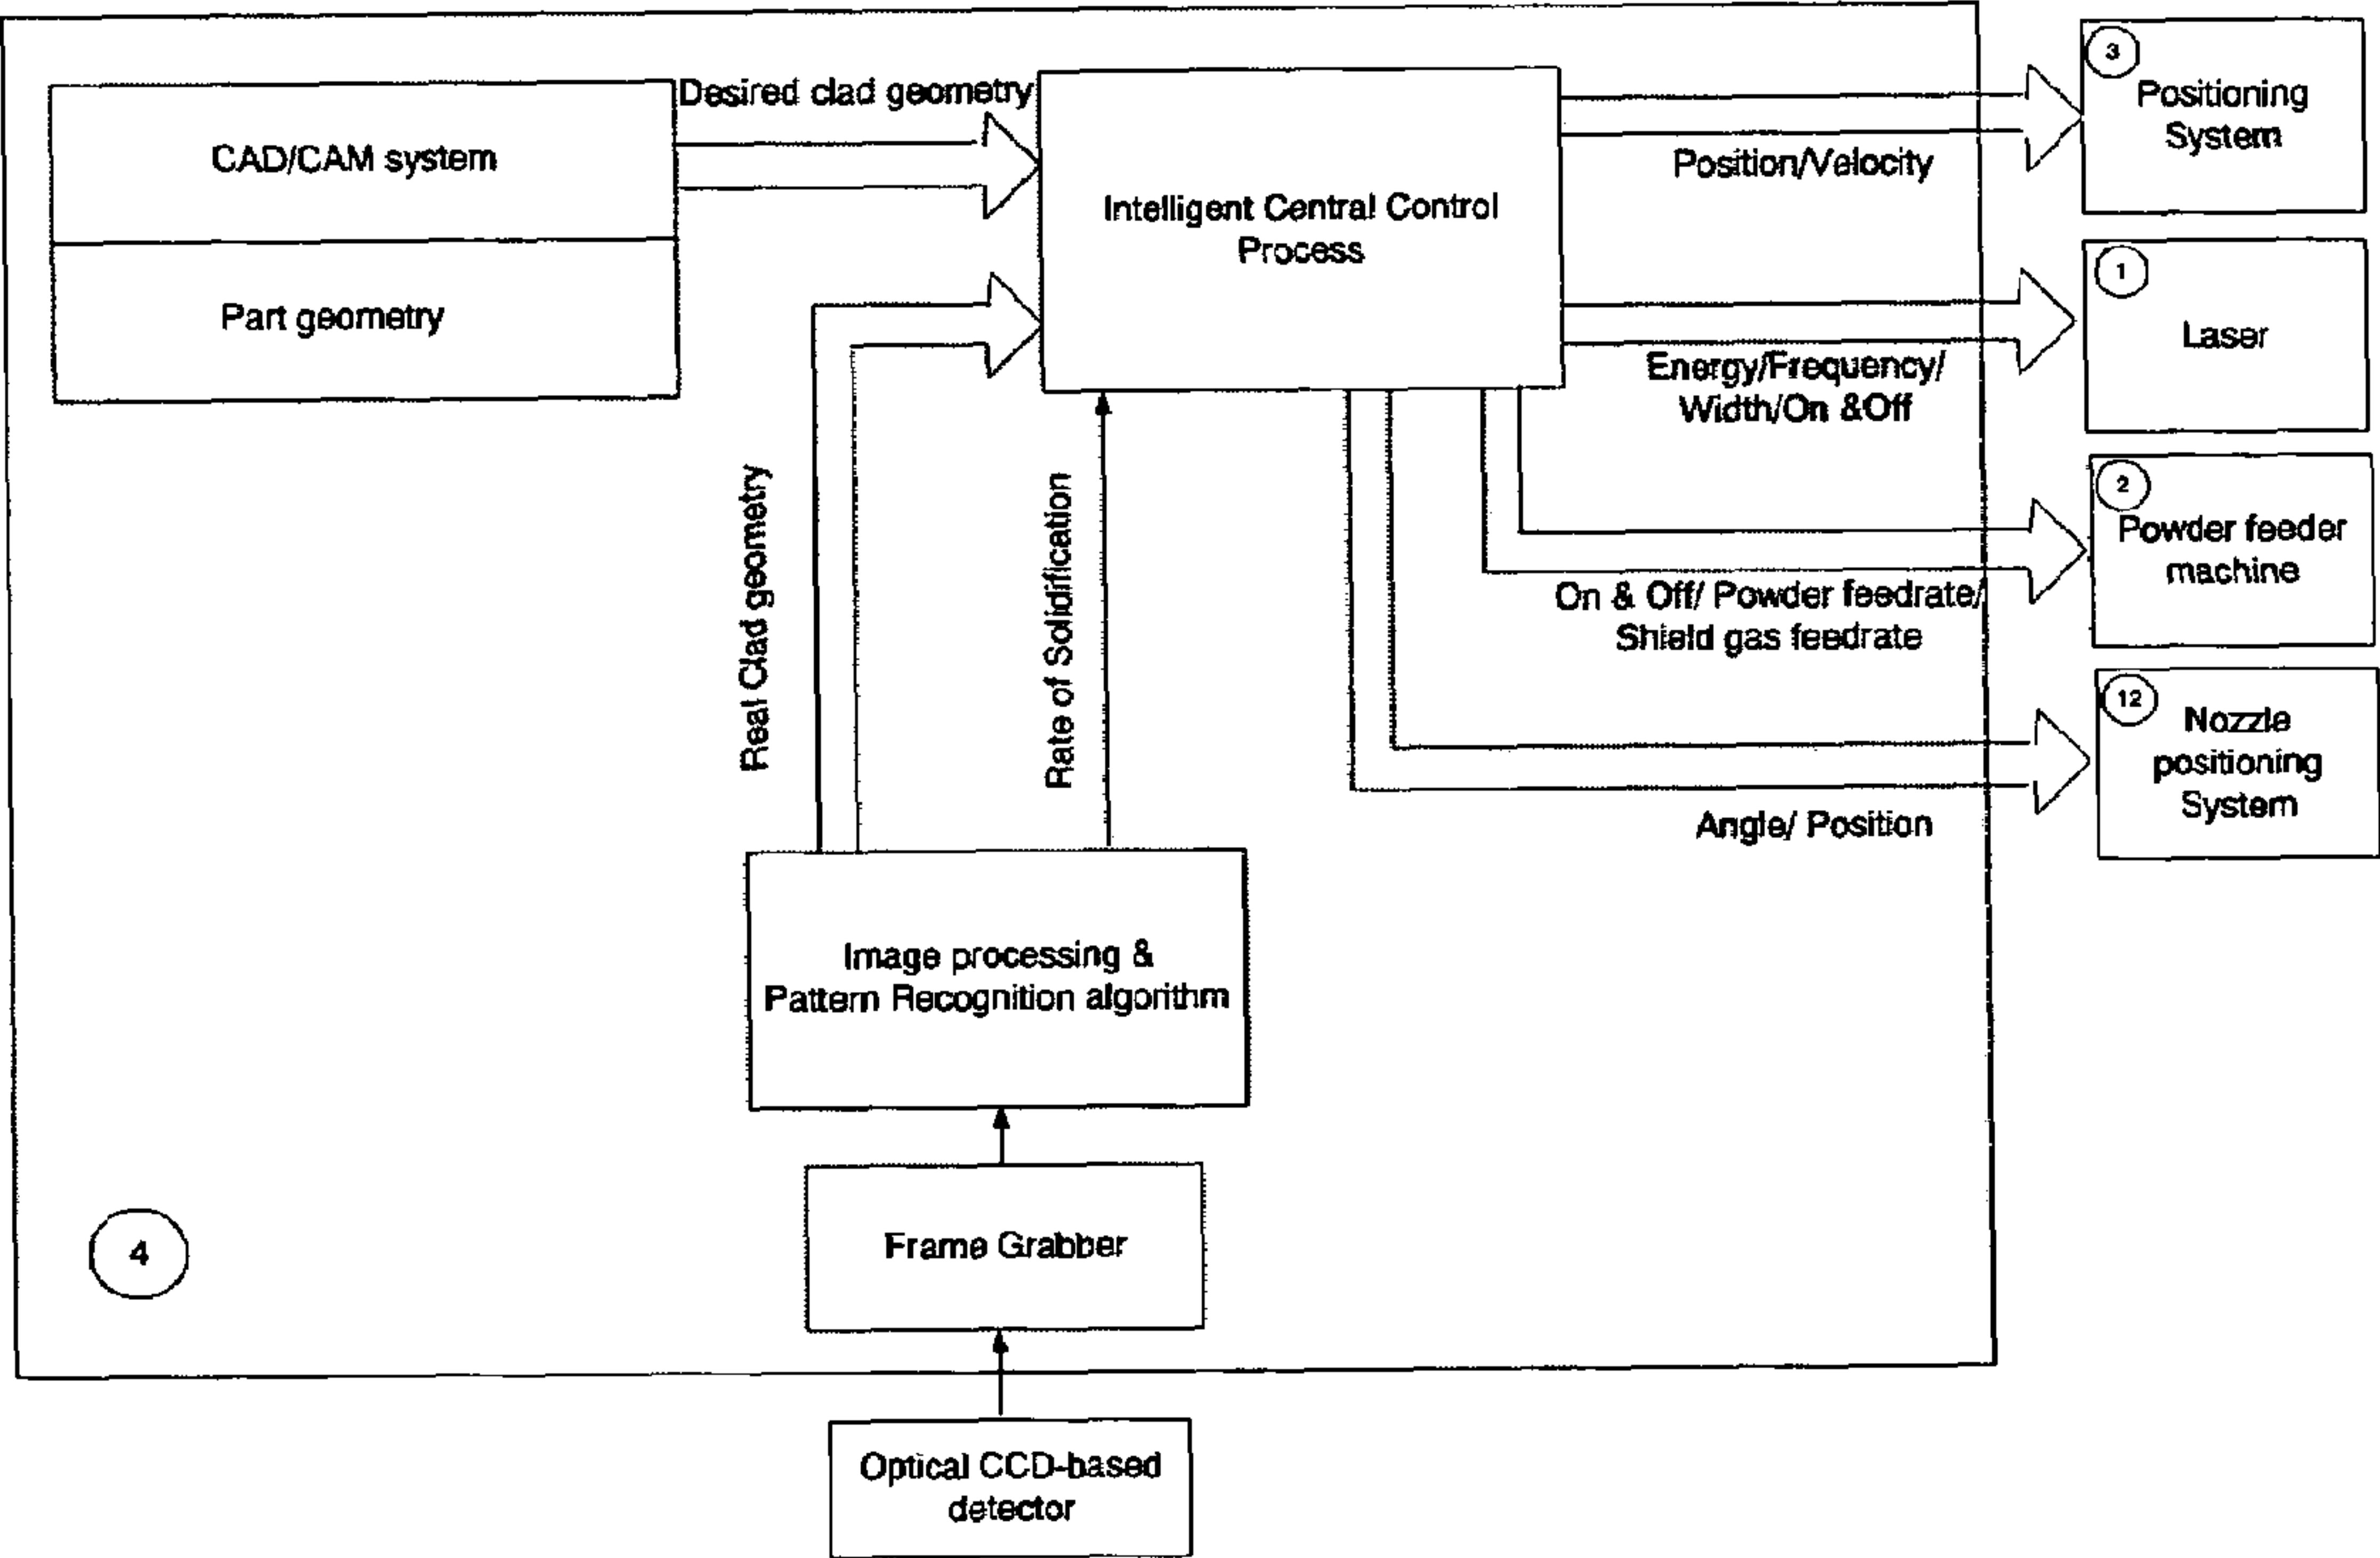 Desired clad geometry
CAD/CAM system
Part geometry
Intelligent Central Control
Process
3
Positioning
System
Position/Velocity
1
Laser
Energy/Frequency/
Width/On &Off
2
Powder feeder
machine
On & Off/ Powder feedrate/
Shield gas feedrate
12
Nozzle
positioning
System
Angle/ Position
Real Clad geometry
Rate of Solidification
Image processing &
Pattern Recognition algorithm
Frame Grabber
4
Optical CCD-based
detector